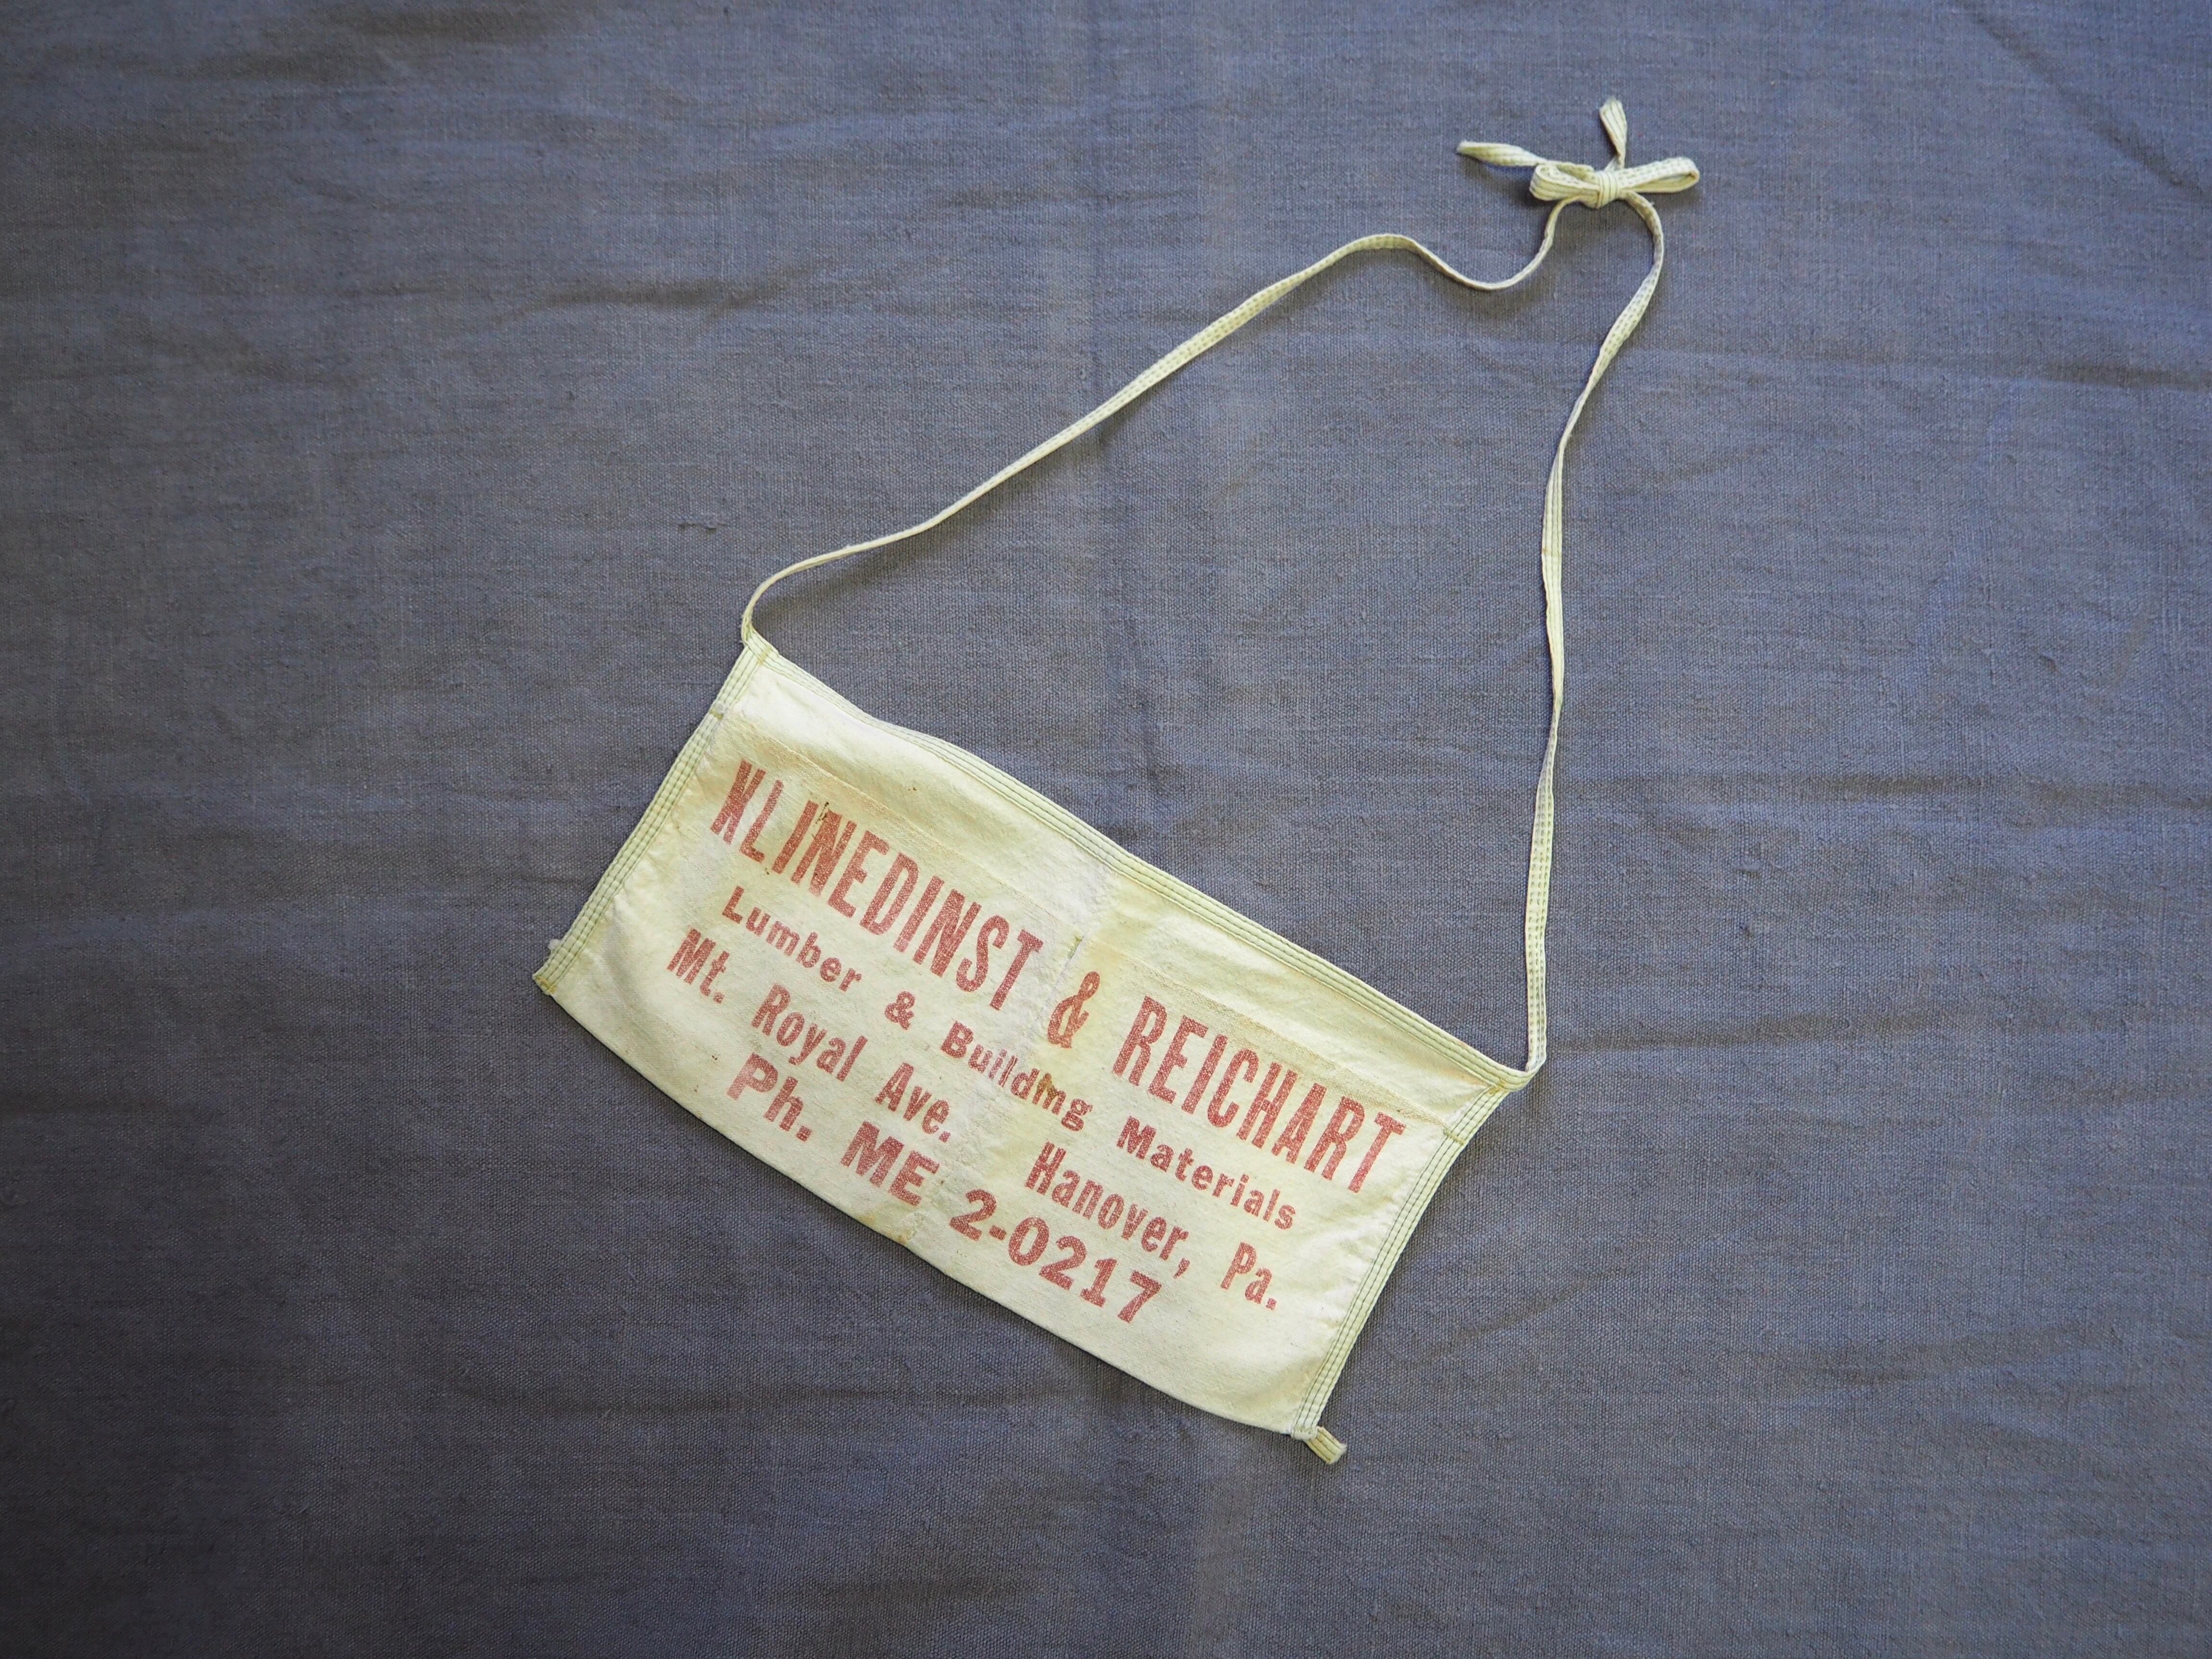 KLINEDINST & REICHART
Lumber & Building Materials
Mt. Royal Ave. Hanover, Pa.
Ph. ME 2-0217